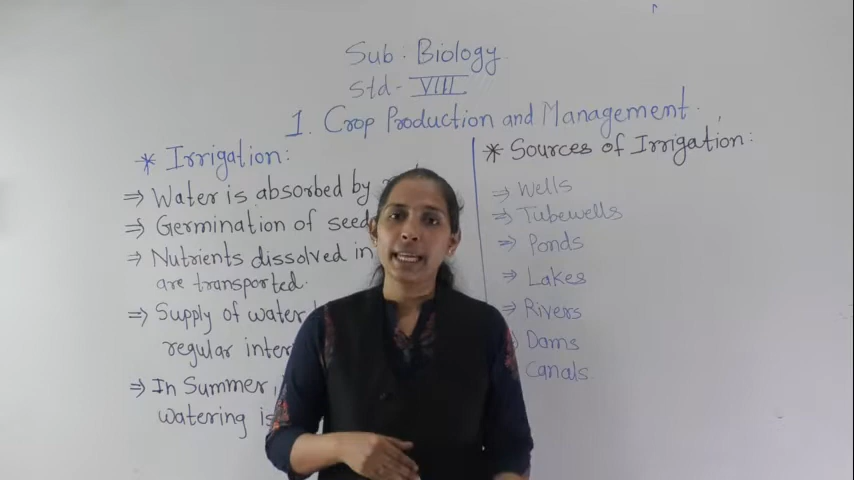 Sub : Biology
Std - VIII
1. Crop Production and Management.
* Irrigation:
⇒ Water is absorbed by
⇒ Germination of seed
⇒ Nutrients dissolved in
are transported.
⇒ Supply of water
regular inter
⇒ In Summer,
watering is
* Sources of Irrigation:
⇒ Wells
⇒ Tubewells
⇒ Ponds
⇒ Lakes
⇒ Rivers
Dams
Canals